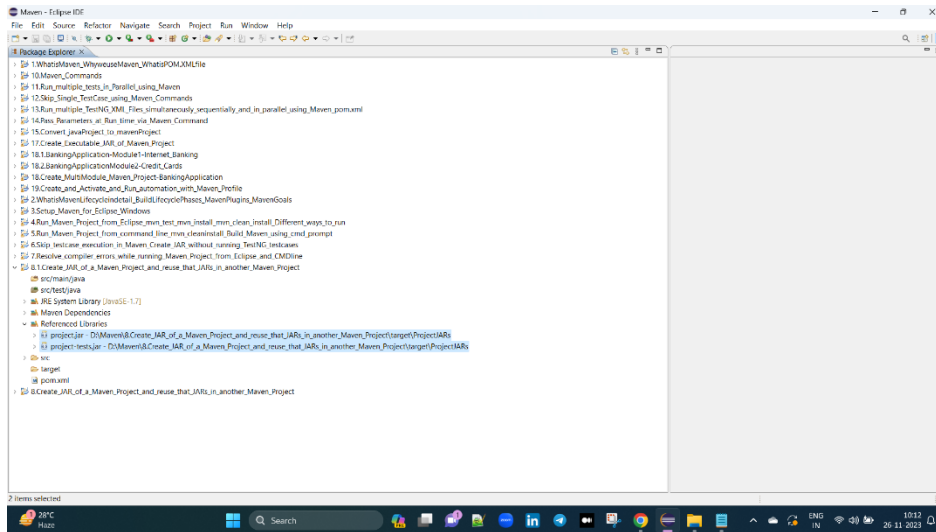 Maven - Eclipse IDE
File Edit Source Refactor Navigate Search Project Run Window Help
Package Explorer ×
1.WhatisMaven_WhyweuseMaven_WhatisPOM.XMLfile
10.Maven_Commands
11.Run_multiple_tests_in_Parallel_using_Maven
12.Skip_Single_TestCase_using_Maven_Commands
13.Run_multiple_TestNG_XML_Files_simultaneously_sequentially_and_in_parallel_using_Maven_pom.xml
14.Pass_Parameters_at_Run_time_via_Maven_Command
15.Convert_javaProject_to_mavenProject
17.Create_Executable_JAR_of_Maven_Project
18.1.BankingApplication-Module1-Internet_Banking
18.2.BankingApplicationModule2-Credit_Cards
18.Create_MultiModule_Maven_Project-BankingApplication
19.Create_and_Activate_and_Run_automation_with_Maven_Profile
2.WhatisMavenLifecycleindetail_BuildLifecyclePhases_MavenPlugins_MavenGoals
3.Setup_Maven_for_Eclipse_Windows
4.Run_Maven_Project_from_Eclipse_mvn_test_mvn_install_mvn_clean_install_Different_ways_to_run
5.Run_Maven_Project_from_command_line_mvn_cleaninstall_Build_Maven_using_cmd_prompt
6.Skip_testcase_execution_in_Maven_Create_JAR_without_running_TestNG_testcases
7.Resolve_compiler_errors_while_running_Maven_Project_from_Eclipse_and_CMDline
8.1.Create_JAR_of_a_Maven_Project_and_reuse_that_JARs_in_another_Maven_Project
src/main/java
src/test/java
JRE System Library [JavaSE-1.7]
Maven Dependencies
Referenced Libraries
project.jar - D:\Maven\8.Create_JAR_of_a_Maven_Project_and_reuse_that_JARs_in_another_Maven_Project\target\ProjectJARs
project-tests.jar - D:\Maven\8.Create_JAR_of_a_Maven_Project_and_reuse_that_JARs_in_another_Maven_Project\target\ProjectJARs
src
target
pom.xml
8.Create_JAR_of_a_Maven_Project_and_reuse_that_JARs_in_another_Maven_Project
2 items selected
28°C
Haze
Search
ENG
IN
10:12
26-11-2023